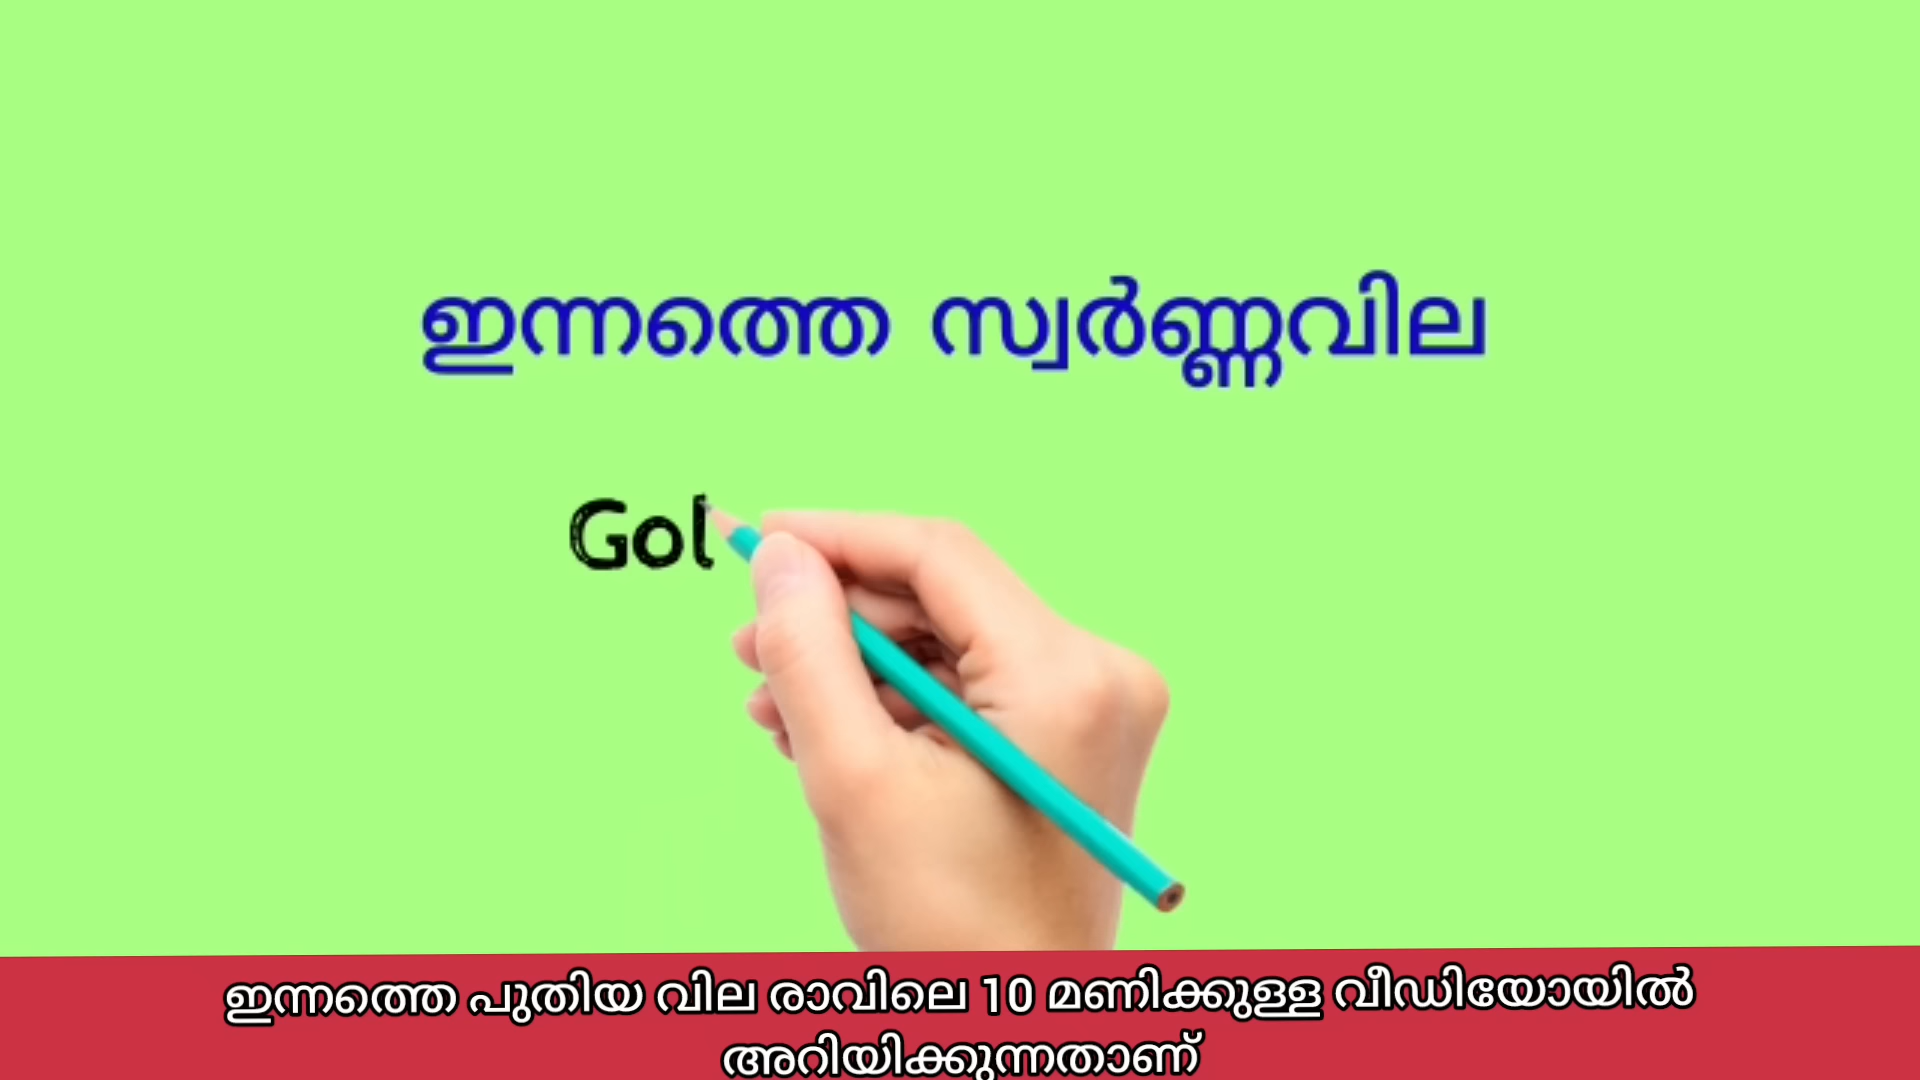 ഇന്നത്തെ സ്വർണ്ണവില
Gol
ഇന്നത്തെ പുതിയ വില രാവിലെ 10 മണിക്കുള്ള വീഡിയോയിൽ
അറിയിക്കുന്നതാണ്